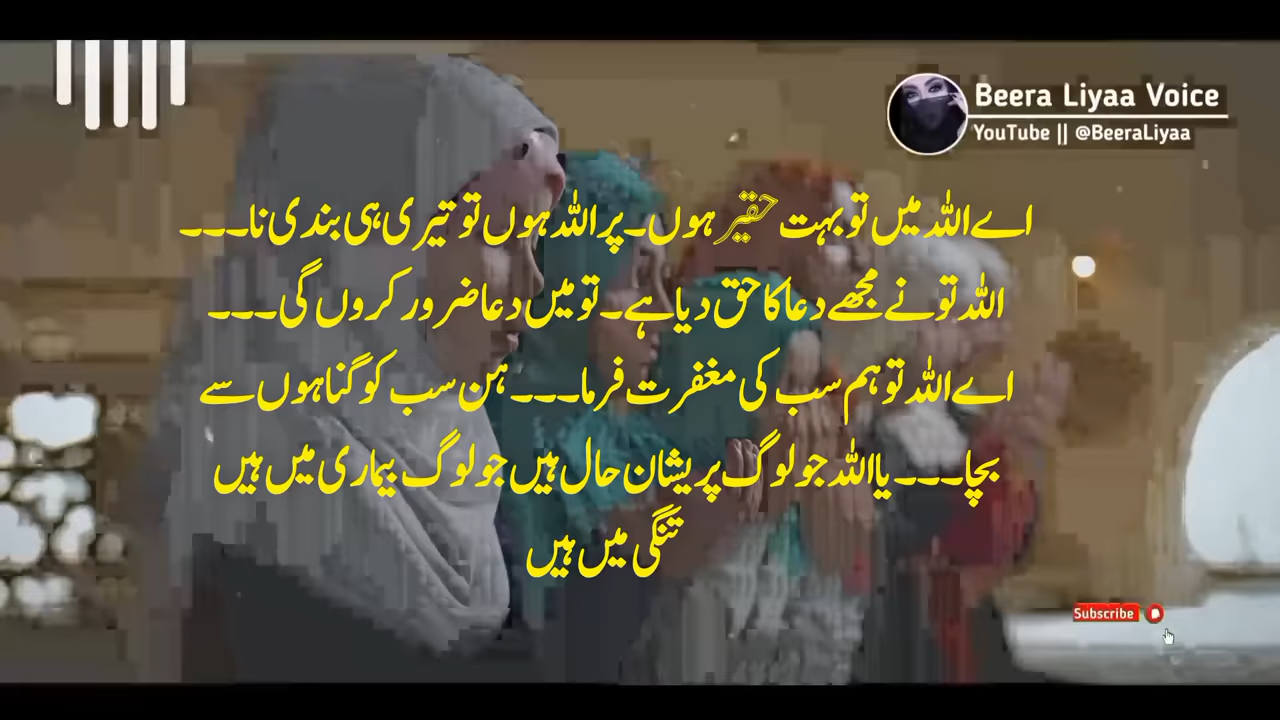 Beera Liyaa Voice
YouTube || @BeeraLiyaa
اے اللہ میں تو بہت حقیر ہوں۔ پر اللہ ہوں تو تیری ہی بندی نا۔۔۔
اللہ تو نے مجھے دعا کا حق دیا ہے۔ تو میں دعا ضرور کروں گی۔۔۔
اے اللہ تو ہم سب کی مغفرت فرما۔۔۔ ہن سب کو گناہوں سے
بچا۔۔۔ یا اللہ جو لوگ پریشان حال ہیں جو لوگ بیماری میں ہیں
تنگی میں ہیں
Subscribe